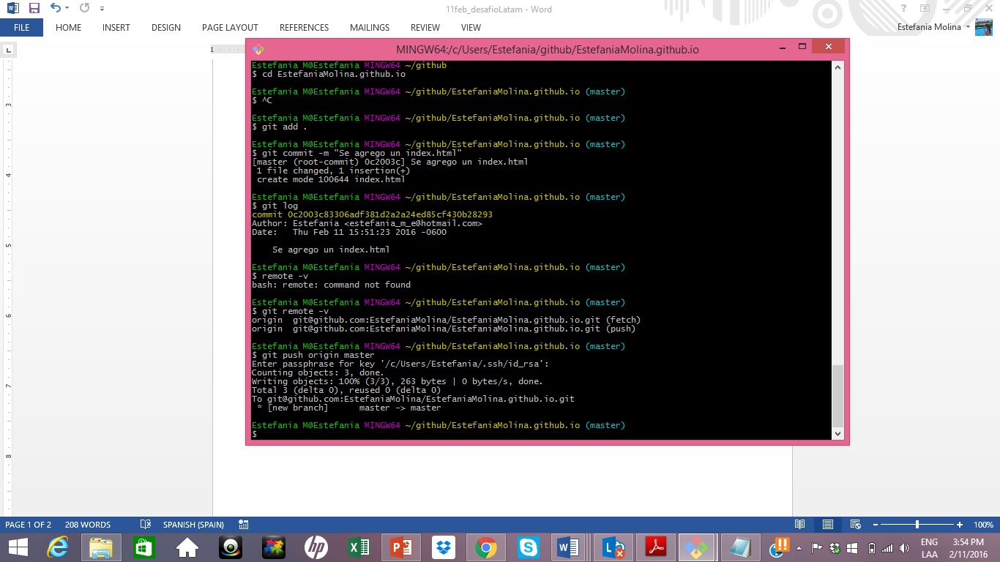 11feb_desafioLatam - Word
FILE HOME INSERT DESIGN PAGE LAYOUT REFERENCES MAILINGS REVIEW VIEW
Estefania Molina
1
MINGW64:/c/Users/Estefania/github/EstefaniaMolina.github.io
Estefania M@Estefania MINGW64 ~/github
$ cd EstefaniaMolina.github.io
Estefania M@Estefania MINGW64 ~/github/EstefaniaMolina.github.io (master)
$ ^C
Estefania M@Estefania MINGW64 ~/github/EstefaniaMolina.github.io (master)
$ git add .
Estefania M@Estefania MINGW64 ~/github/EstefaniaMolina.github.io (master)
$ git commit -m "Se agrego un index.html"
[master (root-commit) 0c2003c] Se agrego un index.html
1 file changed, 1 insertion(+)
create mode 100644 index.html
Estefania M@Estefania MINGW64 ~/github/EstefaniaMolina.github.io (master)
$ git log
commit 0c2003c83306adf381d2a2a24ed85cf430b28293
Author: Estefania <estefania_m_e@hotmail.com>
Date:   Thu Feb 11 15:51:23 2016 -0600
Se agrego un index.html
Estefania M@Estefania MINGW64 ~/github/EstefaniaMolina.github.io (master)
$ remote -v
bash: remote: command not found
Estefania M@Estefania MINGW64 ~/github/EstefaniaMolina.github.io (master)
$ git remote -v
origin  git@github.com:EstefaniaMolina/EstefaniaMolina.github.io.git (fetch)
origin  git@github.com:EstefaniaMolina/EstefaniaMolina.github.io.git (push)
Estefania M@Estefania MINGW64 ~/github/EstefaniaMolina.github.io (master)
$ git push origin master
Enter passphrase for key '/c/Users/Estefania/.ssh/id_rsa':
Counting objects: 3, done.
Writing objects: 100% (3/3), 263 bytes | 0 bytes/s, done.
Total 3 (delta 0), reused 0 (delta 0)
To git@github.com:EstefaniaMolina/EstefaniaMolina.github.io.git
* [new branch]      master -> master
Estefania M@Estefania MINGW64 ~/github/EstefaniaMolina.github.io (master)
$
3
4
5
6
7
8
PAGE 1 OF 2 208 WORDS SPANISH (SPAIN) 100%
ENG 3:54 PM
LAA 2/11/2016